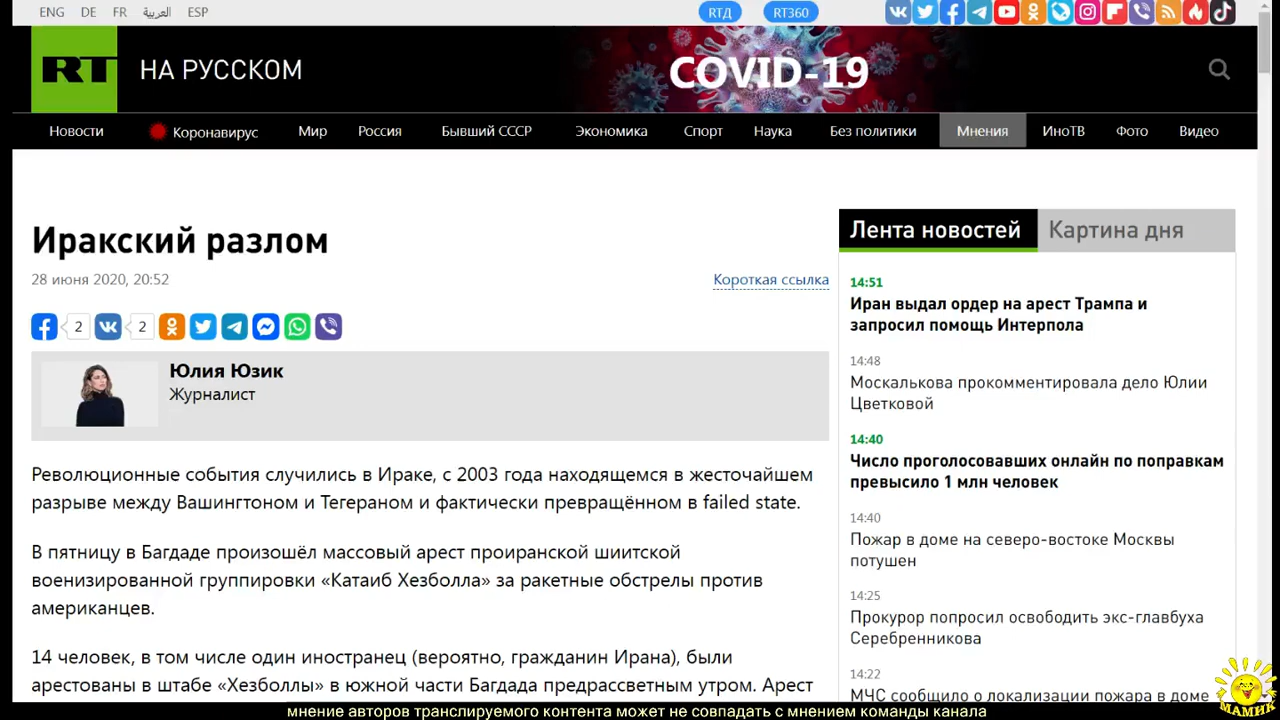 ENG DE FR العربية ESP РТД RT360
RT НА РУССКОМ COVID-19
Новости Коронавирус Мир Россия Бывший СССР Экономика Спорт Наука Без политики Мнения ИноТВ Фото Видео
Иракский разлом
28 июня 2020, 20:52 Короткая ссылка
2 2
Юлия Юзик
Журналист
Революционные события случились в Ираке, с 2003 года находящемся в жесточайшем
разрыве между Вашингтоном и Тегераном и фактически превращённом в failed state.
В пятницу в Багдаде произошёл массовый арест проиранской шиитской
военизированной группировки «Катаиб Хезболла» за ракетные обстрелы против
американцев.
14 человек, в том числе один иностранец (вероятно, гражданин Ирана), были
арестованы в штабе «Хезболлы» в южной части Багдада предрассветным утром. Арест
Лента новостей Картина дня
14:51
Иран выдал ордер на арест Трампа и
запросил помощь Интерпола
14:48
Москалькова прокомментировала дело Юлии
Цветковой
14:40
Число проголосовавших онлайн по поправкам
превысило 1 млн человек
14:40
Пожар в доме на северо-востоке Москвы
потушен
14:25
Прокурор попросил освободить экс-главбуха
Серебренникова
14:22
МЧС сообщило о локализации пожара в доме
МАМИК
мнение авторов транслируемого контента может не совпадать с мнением команды канала